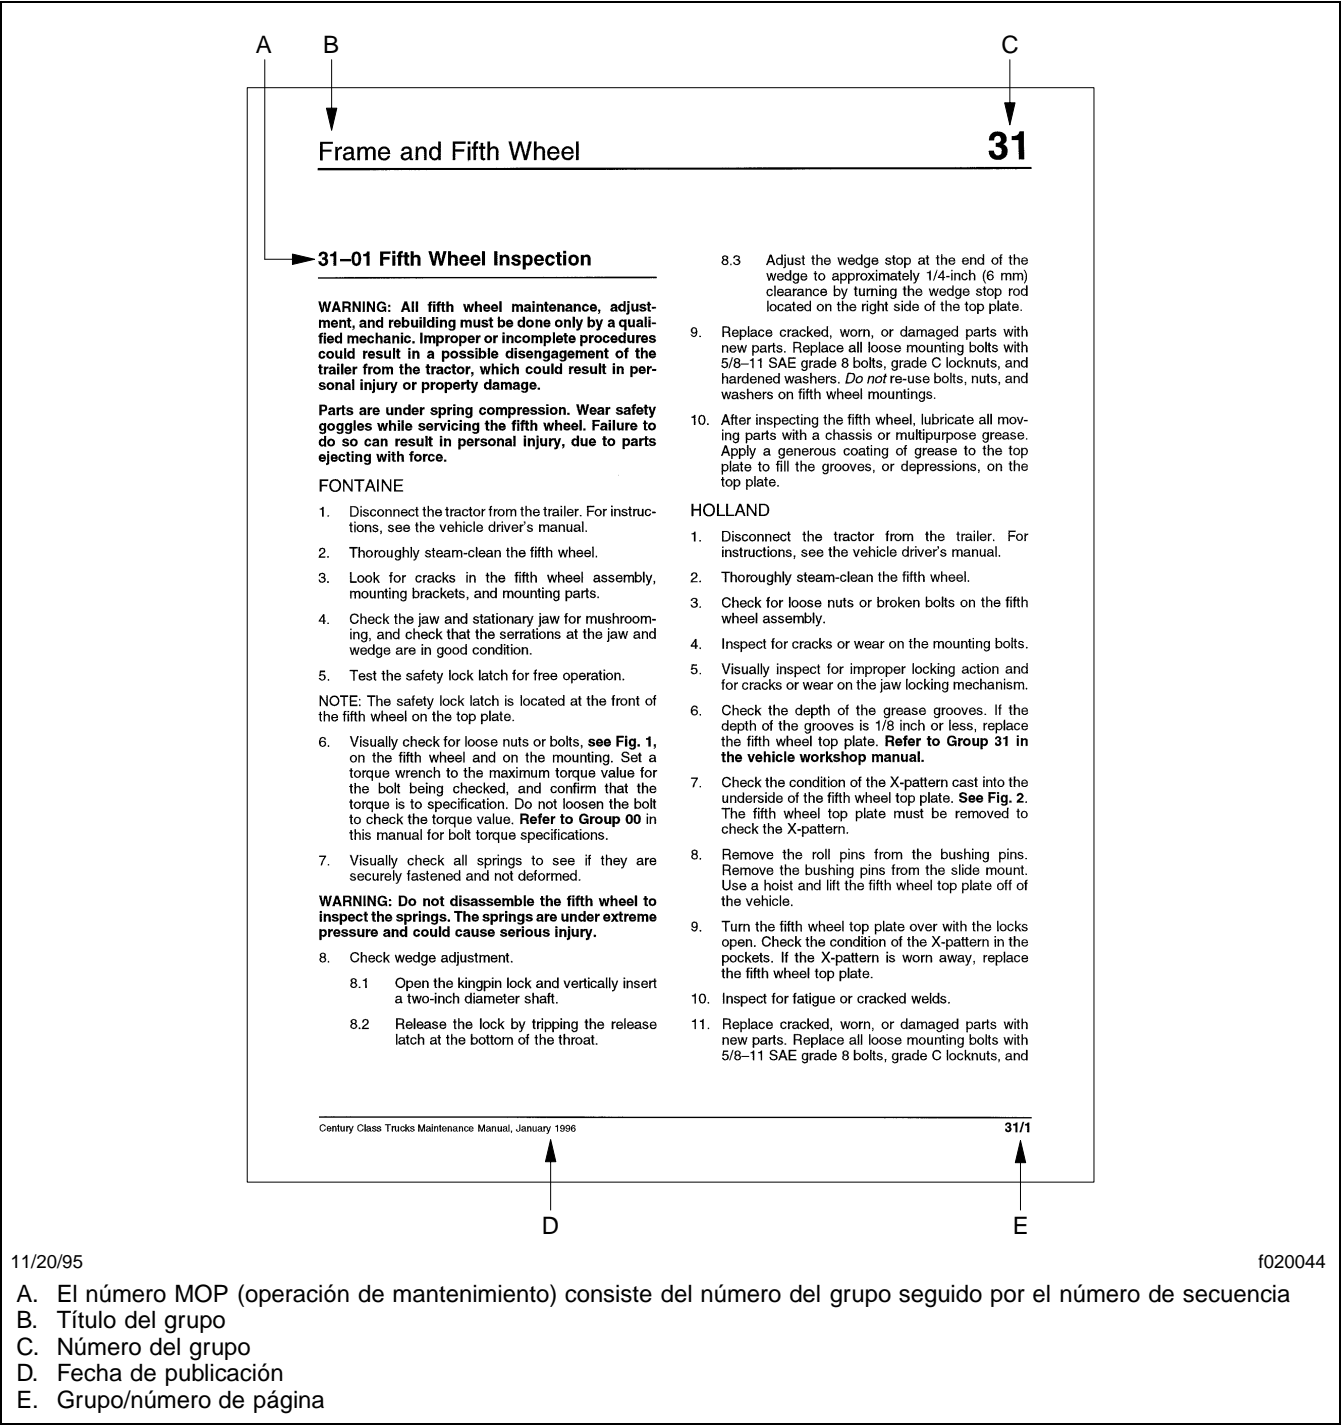 A B C
Frame and Fifth Wheel 31
31–01 Fifth Wheel Inspection
WARNING: All fifth wheel maintenance, adjust-
ment, and rebuilding must be done only by a quali-
fied mechanic. Improper or incomplete procedures
could result in a possible disengagement of the
trailer from the tractor, which could result in per-
sonal injury or property damage.
Parts are under spring compression. Wear safety
goggles while servicing the fifth wheel. Failure to
do so can result in personal injury, due to parts
ejecting with force.
FONTAINE
1. Disconnect the tractor from the trailer. For instruc-
tions, see the vehicle driver's manual.
2. Thoroughly steam-clean the fifth wheel.
3. Look for cracks in the fifth wheel assembly,
mounting brackets, and mounting parts.
4. Check the jaw and stationary jaw for mushroom-
ing, and check that the serrations at the jaw and
wedge are in good condition.
5. Test the safety lock latch for free operation.
NOTE: The safety lock latch is located at the front of
the fifth wheel on the top plate.
6. Visually check for loose nuts or bolts, see Fig. 1,
on the fifth wheel and on the mounting. Set a
torque wrench to the maximum torque value for
the bolt being checked, and confirm that the
torque is to specification. Do not loosen the bolt
to check the torque value. Refer to Group 00 in
this manual for bolt torque specifications.
7. Visually check all springs to see if they are
securely fastened and not deformed.
WARNING: Do not disassemble the fifth wheel to
inspect the springs. The springs are under extreme
pressure and could cause serious injury.
8. Check wedge adjustment.
8.1 Open the kingpin lock and vertically insert
a two-inch diameter shaft.
8.2 Release the lock by tripping the release
latch at the bottom of the throat.
8.3 Adjust the wedge stop at the end of the
wedge to approximately 1/4-inch (6 mm)
clearance by turning the wedge stop rod
located on the right side of the top plate.
9. Replace cracked, worn, or damaged parts with
new parts. Replace all loose mounting bolts with
5/8–11 SAE grade 8 bolts, grade C locknuts, and
hardened washers. Do not re-use bolts, nuts, and
washers on fifth wheel mountings.
10. After inspecting the fifth wheel, lubricate all mov-
ing parts with a chassis or multipurpose grease.
Apply a generous coating of grease to the top
plate to fill the grooves, or depressions, on the
top plate.
HOLLAND
1. Disconnect the tractor from the trailer. For
instructions, see the vehicle driver's manual.
2. Thoroughly steam-clean the fifth wheel.
3. Check for loose nuts or broken bolts on the fifth
wheel assembly.
4. Inspect for cracks or wear on the mounting bolts.
5. Visually inspect for improper locking action and
for cracks or wear on the jaw locking mechanism.
6. Check the depth of the grease grooves. If the
depth of the grooves is 1/8 inch or less, replace
the fifth wheel top plate. Refer to Group 31 in
the vehicle workshop manual.
7. Check the condition of the X-pattern cast into the
underside of the fifth wheel top plate. See Fig. 2.
The fifth wheel top plate must be removed to
check the X-pattern.
8. Remove the roll pins from the bushing pins.
Remove the bushing pins from the slide mount.
Use a hoist and lift the fifth wheel top plate off of
the vehicle.
9. Turn the fifth wheel top plate over with the locks
open. Check the condition of the X-pattern in the
pockets. If the X-pattern is worn away, replace
the fifth wheel top plate.
10. Inspect for fatigue or cracked welds.
11. Replace cracked, worn, or damaged parts with
new parts. Replace all loose mounting bolts with
5/8–11 SAE grade 8 bolts, grade C locknuts, and
Century Class Trucks Maintenance Manual, January 1996 31/1
D E
11/20/95 f020044
A. El número MOP (operación de mantenimiento) consiste del número del grupo seguido por el número de secuencia
B. Título del grupo
C. Número del grupo
D. Fecha de publicación
E. Grupo/número de página